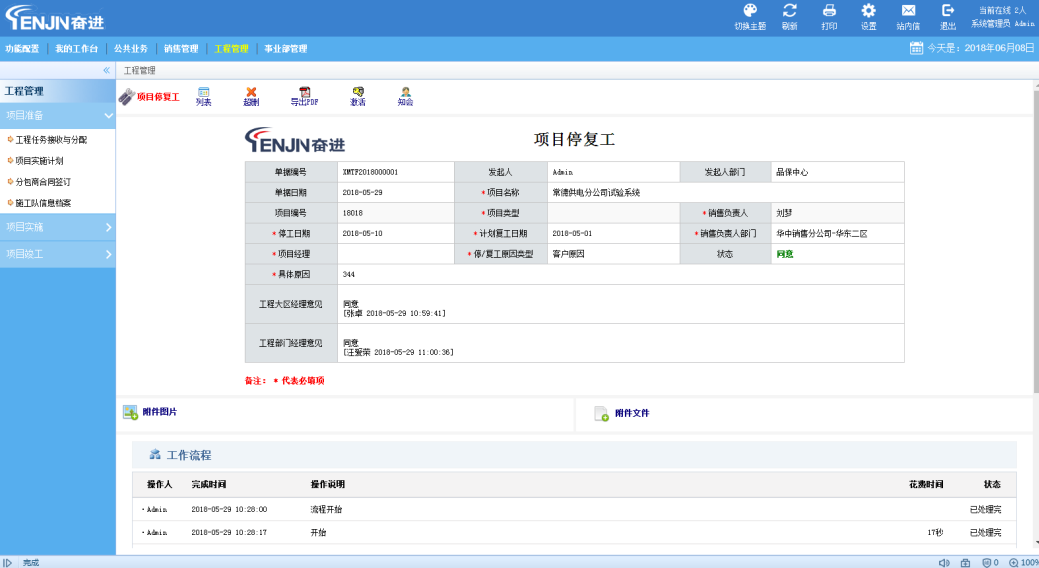 FENJIN奋进
切换主题 刷新 打印 设置 站内信 退出
当前在线 2人
系统管理员 Admin
功能配置 我的工作台 公共业务 销售管理 工程管理 事业部管理
今天是: 2018年06月08日
工程管理
工程管理
项目准备
工程任务接收与分配
项目实施计划
分包商合同签订
施工队信息档案
项目实施
项目竣工
项目停复工 列表 超删 导出PDF 激活 知会
FENJIN奋进 项目停复工
单据编号 XMTF2018000001 发起人 Admin 发起人部门 品保中心
单据日期 2018-05-29 *项目名称 常德供电分公司试验系统
项目编号 18018 *项目类型 *销售负责人 刘梦
*停工日期 2018-05-10 *计划复工日期 2018-05-01 *销售负责人部门 华中销售分公司-华东二区
*项目经理 *停/复工原因类型 客户原因 状态 同意
*具体原因 344
工程大区经理意见 同意
[张卓 2018-05-29 10:59:41]
工程部门经理意见 同意
[汪爱荣 2018-05-29 11:00:36]
备注: * 代表必填项
附件图片 附件文件
工作流程
操作人 完成时间 操作说明 花费时间 状态
·Admin 2018-05-29 10:28:00 流程开始 已处理完
·Admin 2018-05-29 10:28:17 开始 17秒 已处理完
完成 0 100%